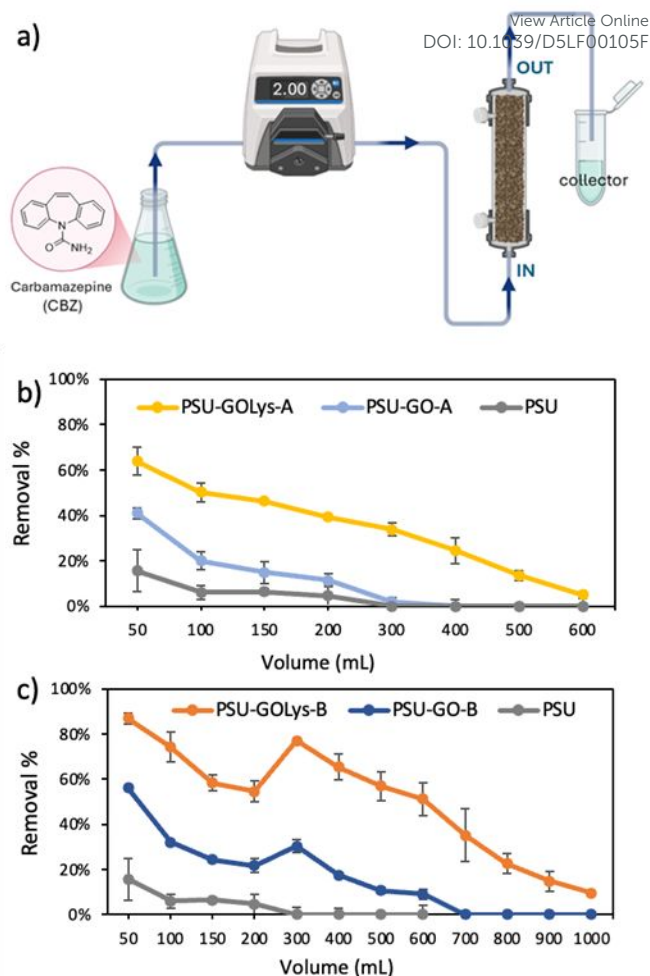 View Article Online
DOI: 10.1039/D5LF00105F
a)
2.00
OUT
collector
N
O
NH₂
Carbamazepine
(CBZ)
IN
b)
100%
80%
60%
40%
20%
0%
Removal %
PSU-GOLys-A PSU-GO-A PSU
50 100 150 200 300 400 500 600
Volume (mL)
c)
100%
80%
60%
40%
20%
0%
Removal %
PSU-GOLys-B PSU-GO-B PSU
50 100 150 200 300 400 500 600 700 800 900 1000
Volume (mL)